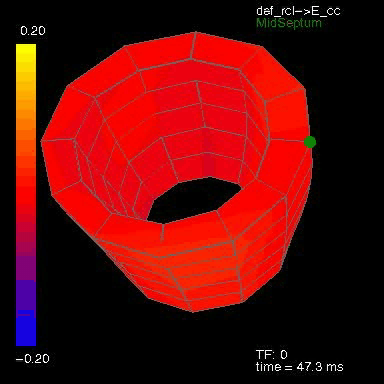 0.20
def_rcl->E_cc
MidSeptum
-0.20
TF: 0
time = 47.3 ms